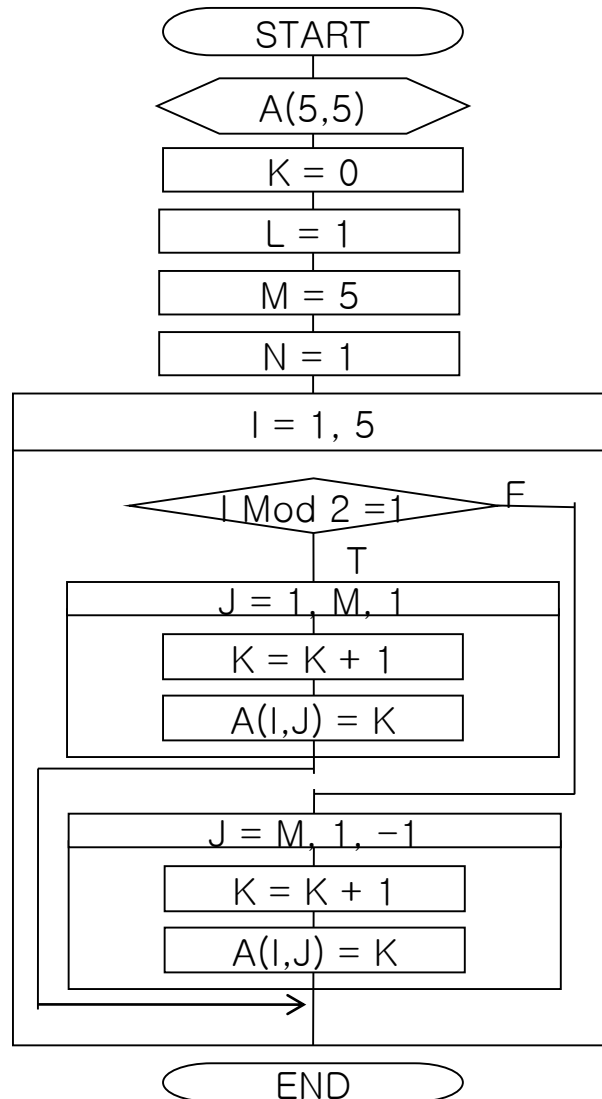 START
A(5,5)
K = 0
L = 1
M = 5
N = 1
I = 1, 5
I Mod 2 =1
F
T
J = 1, M, 1
K = K + 1
A(I,J) = K
J = M, 1, -1
K = K + 1
A(I,J) = K
END